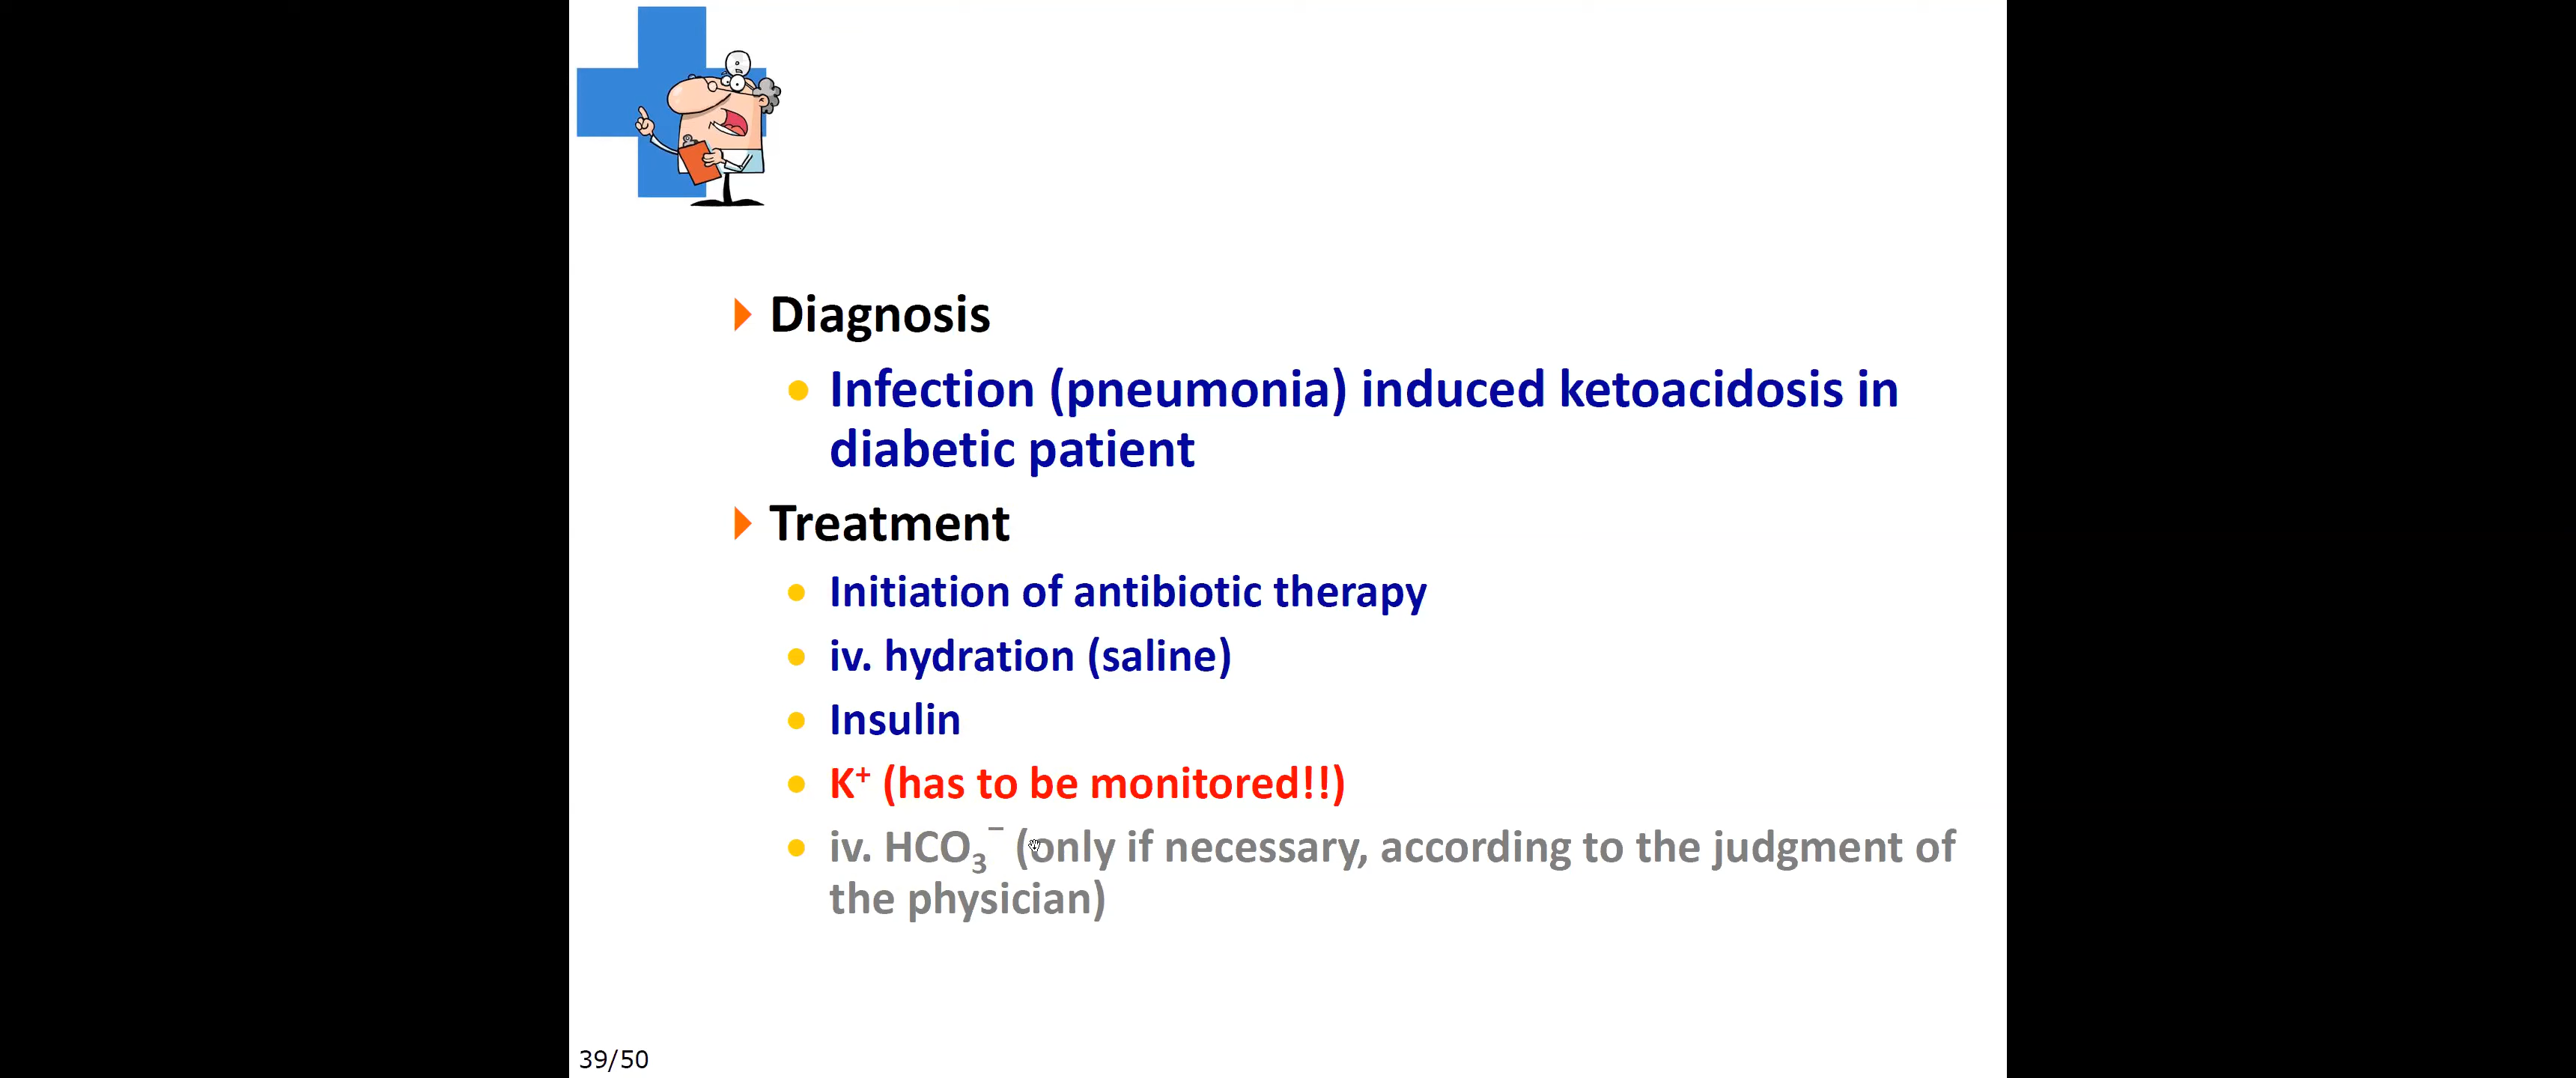 Diagnosis
Infection (pneumonia) induced ketoacidosis in
diabetic patient
Treatment
Initiation of antibiotic therapy
iv. hydration (saline)
Insulin
K⁺ (has to be monitored!!)
iv. HCO₃⁻ (only if necessary, according to the judgment of
the physician)
39/50